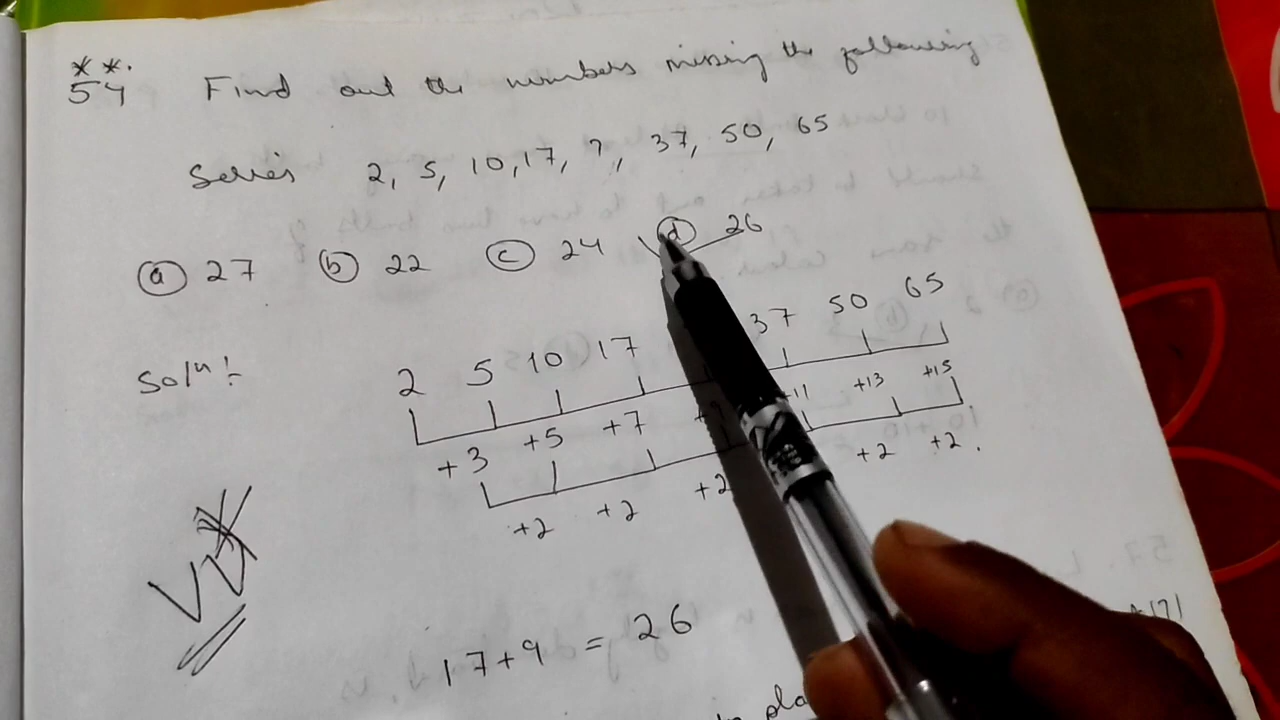 **.
54 Find out the numbers missing the following
Series 2, 5, 10, 17, ?, 37, 50, 65
(a) 27 (b) 22 (c) 24 (d) 26
Solⁿ:
2 5 10 17 37 50 65
+3 +5 +7 +11 +13 +15
+2 +2 +2 +2 +2.
VV
17+9 = 26